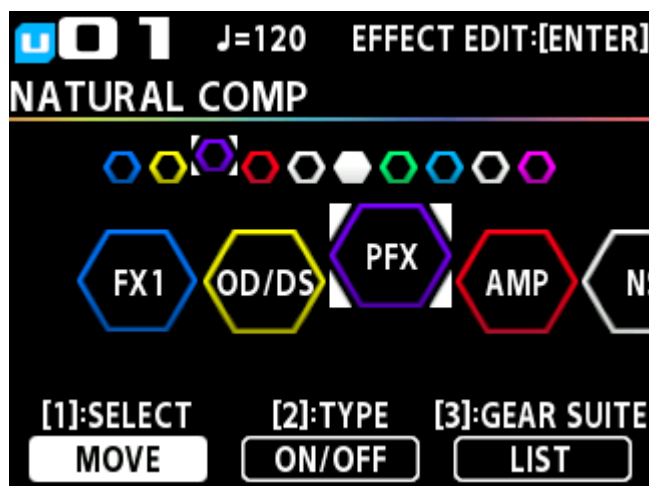 U01 ♩=120 EFFECT EDIT:[ENTER]
NATURAL COMP
FX1 OD/DS PFX AMP
[1]:SELECT [2]:TYPE [3]:GEAR SUITE
MOVE ON/OFF LIST